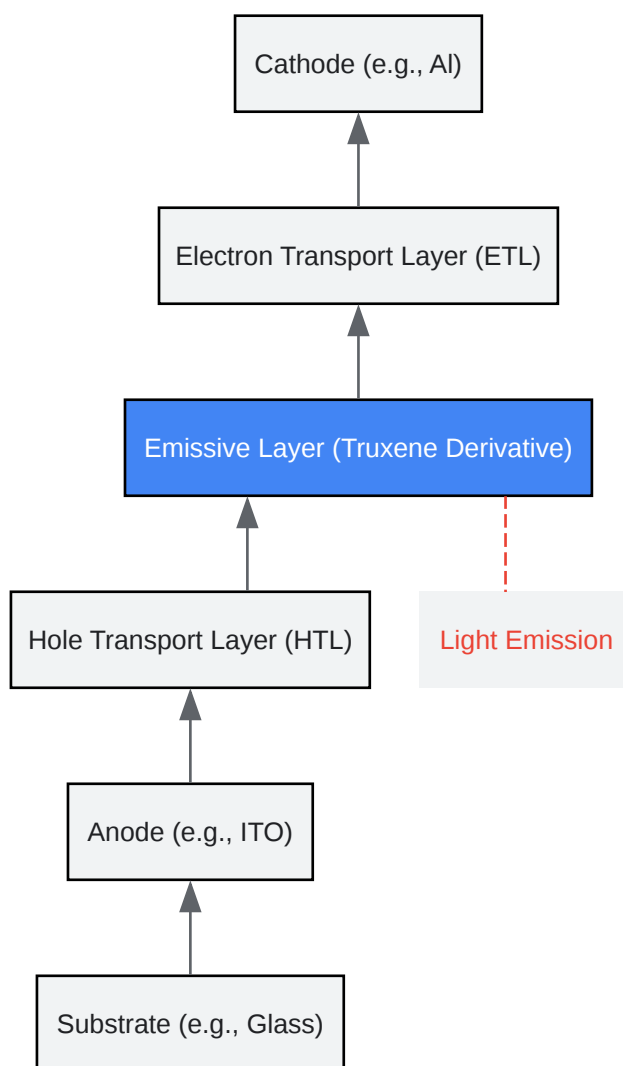 Cathode (e.g., Al)
Electron Transport Layer (ETL)
Emissive Layer (Truxene Derivative)
Hole Transport Layer (HTL)
Light Emission
Anode (e.g., ITO)
Substrate (e.g., Glass)